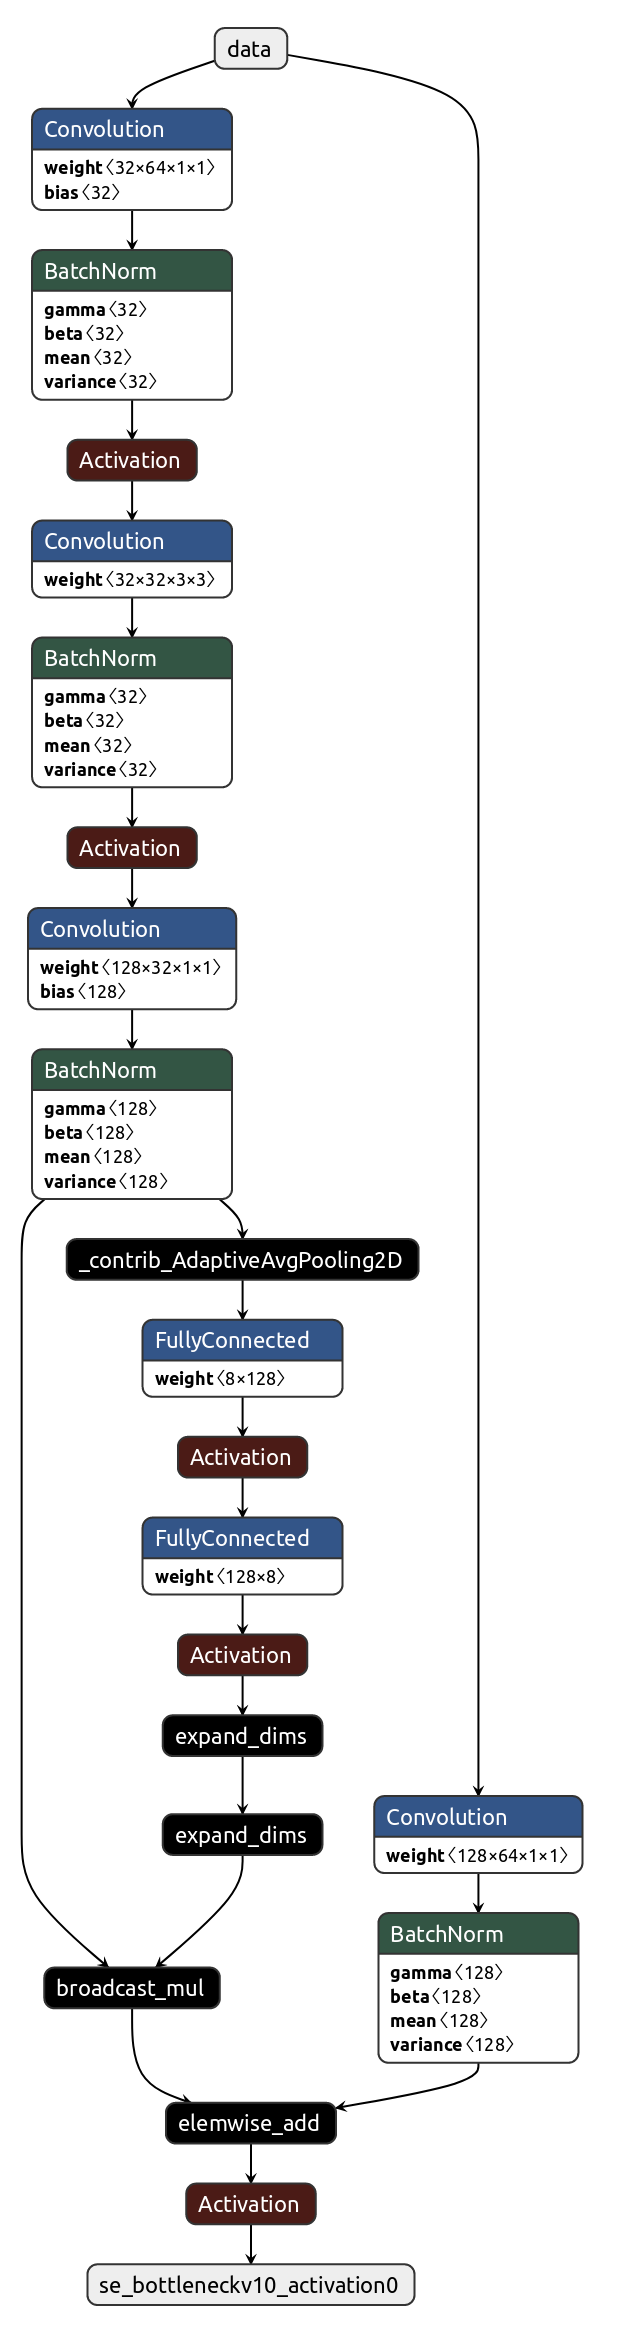 data
Convolution
weight〈32×64×1×1〉
bias〈32〉
BatchNorm
gamma〈32〉
beta〈32〉
mean〈32〉
variance〈32〉
Activation
Convolution
weight〈32×32×3×3〉
BatchNorm
gamma〈32〉
beta〈32〉
mean〈32〉
variance〈32〉
Activation
Convolution
weight〈128×32×1×1〉
bias〈128〉
BatchNorm
gamma〈128〉
beta〈128〉
mean〈128〉
variance〈128〉
_contrib_AdaptiveAvgPooling2D
FullyConnected
weight〈8×128〉
Activation
FullyConnected
weight〈128×8〉
Activation
expand_dims
expand_dims
Convolution
weight〈128×64×1×1〉
BatchNorm
gamma〈128〉
beta〈128〉
mean〈128〉
variance〈128〉
broadcast_mul
elemwise_add
Activation
se_bottleneckv10_activation0